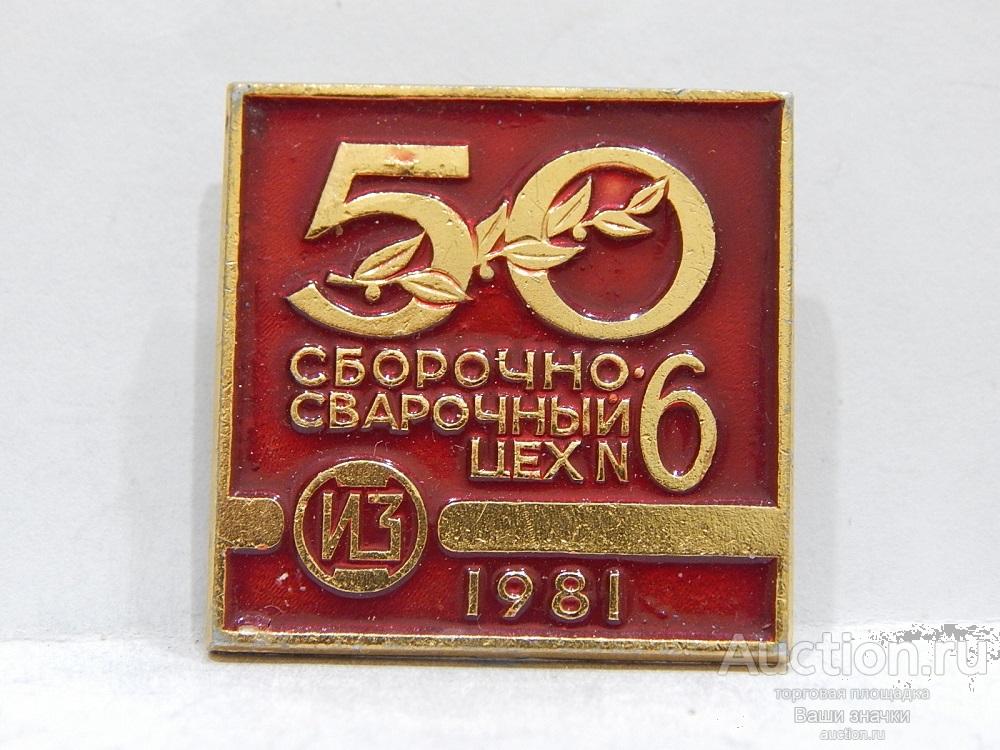 50
СБОРОЧНО-
СВАРОЧНЫЙ
ЦЕХ N 6
ИЗ
1981
Auction.ru
торговая площадка
Ваши значки
auction.ru